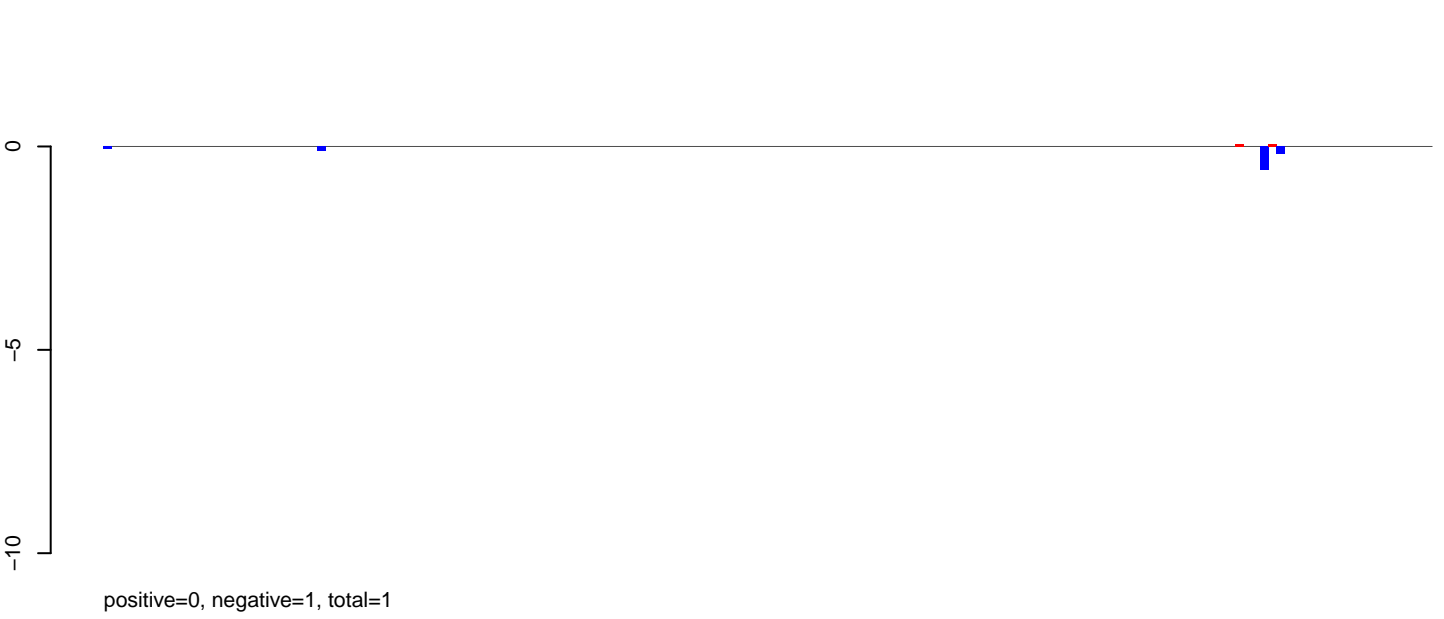 0
−5
−10
positive=0, negative=1, total=1